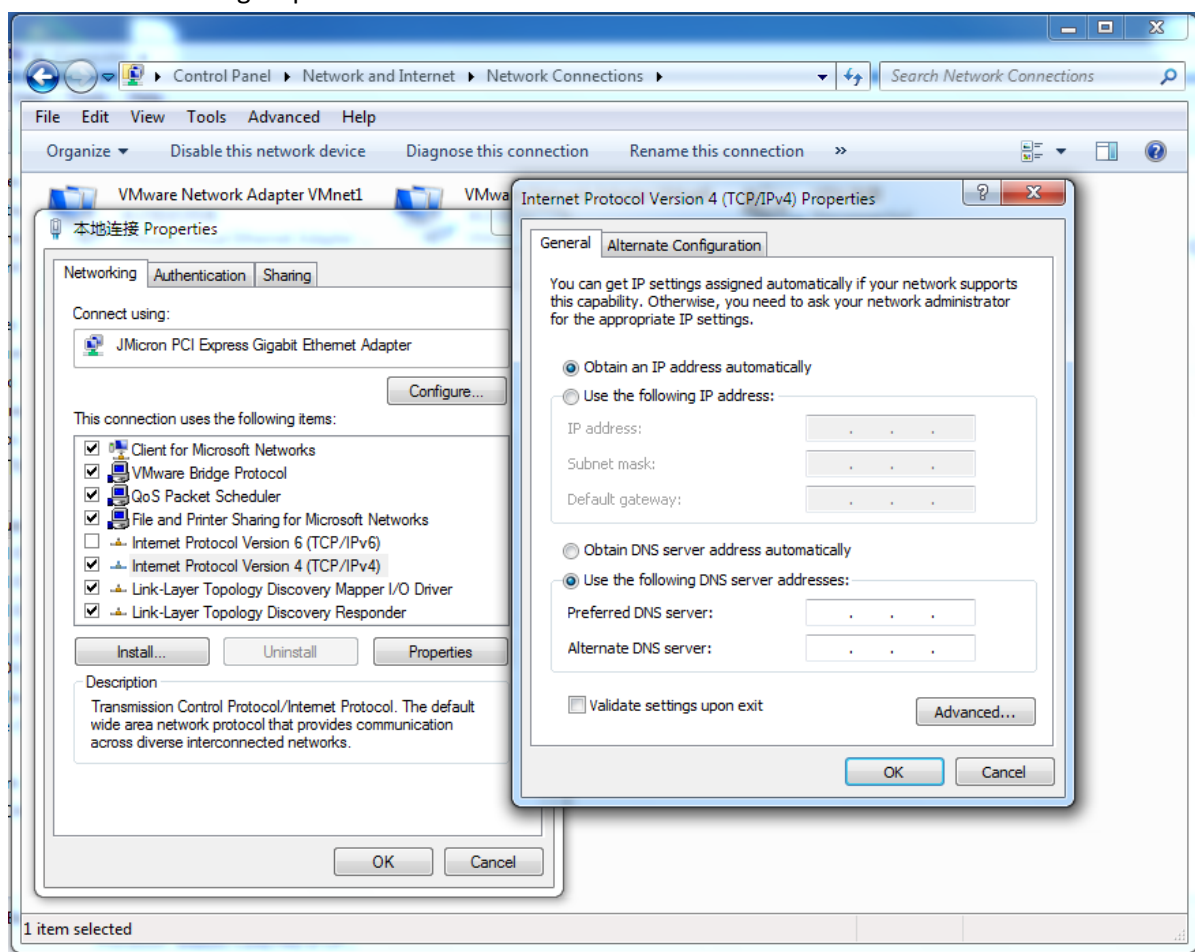 Control Panel ▸ Network and Internet ▸ Network Connections ▸
Search Network Connections
File Edit View Tools Advanced Help
Organize Disable this network device Diagnose this connection Rename this connection »
VMware Network Adapter VMnet1
本地连接 Properties
Networking Authentication Sharing
Connect using:
JMicron PCI Express Gigabit Ethernet Adapter
Configure...
This connection uses the following items:
Client for Microsoft Networks
VMware Bridge Protocol
QoS Packet Scheduler
File and Printer Sharing for Microsoft Networks
Internet Protocol Version 6 (TCP/IPv6)
Internet Protocol Version 4 (TCP/IPv4)
Link-Layer Topology Discovery Mapper I/O Driver
Link-Layer Topology Discovery Responder
Install... Uninstall Properties
Description
Transmission Control Protocol/Internet Protocol. The default
wide area network protocol that provides communication
across diverse interconnected networks.
OK Cancel
Internet Protocol Version 4 (TCP/IPv4) Properties
General Alternate Configuration
You can get IP settings assigned automatically if your network supports
this capability. Otherwise, you need to ask your network administrator
for the appropriate IP settings.
Obtain an IP address automatically
Use the following IP address:
IP address: . . .
Subnet mask: . . .
Default gateway: . . .
Obtain DNS server address automatically
Use the following DNS server addresses:
Preferred DNS server: . . .
Alternate DNS server: . . .
Validate settings upon exit
Advanced...
OK Cancel
1 item selected